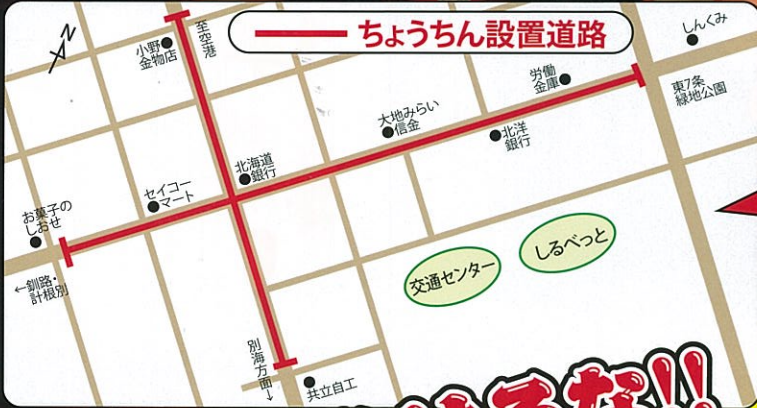 ちょうちん設置道路
N
小野
金物店
至空港
しんくみ
労働
金庫
東7条
緑地公園
大地みらい
信金
北洋
銀行
北海道
銀行
セイコー
マート
お菓子の
しおせ
←釧路・
計根別
しるべっと
交通センター
別海方面→
共立自工
るな!!